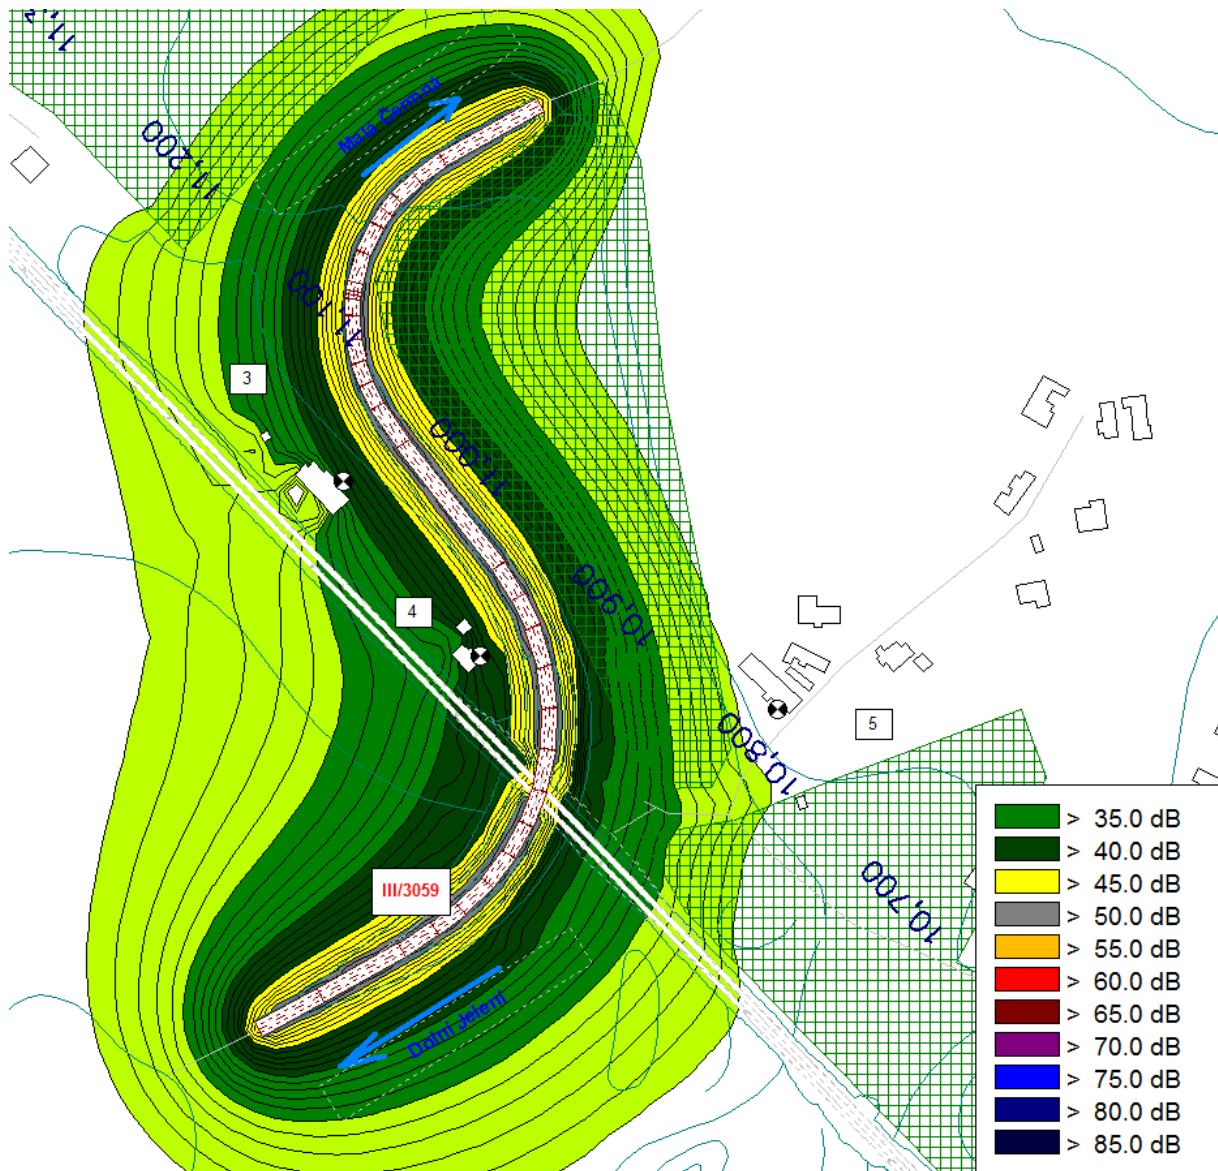 11,200
Malá Čermná
11,100
3
11,000
10,900
4
10,800
5
III/3059
10,700
Dolní Jelení
> 35.0 dB
> 40.0 dB
> 45.0 dB
> 50.0 dB
> 55.0 dB
> 60.0 dB
> 65.0 dB
> 70.0 dB
> 75.0 dB
> 80.0 dB
> 85.0 dB